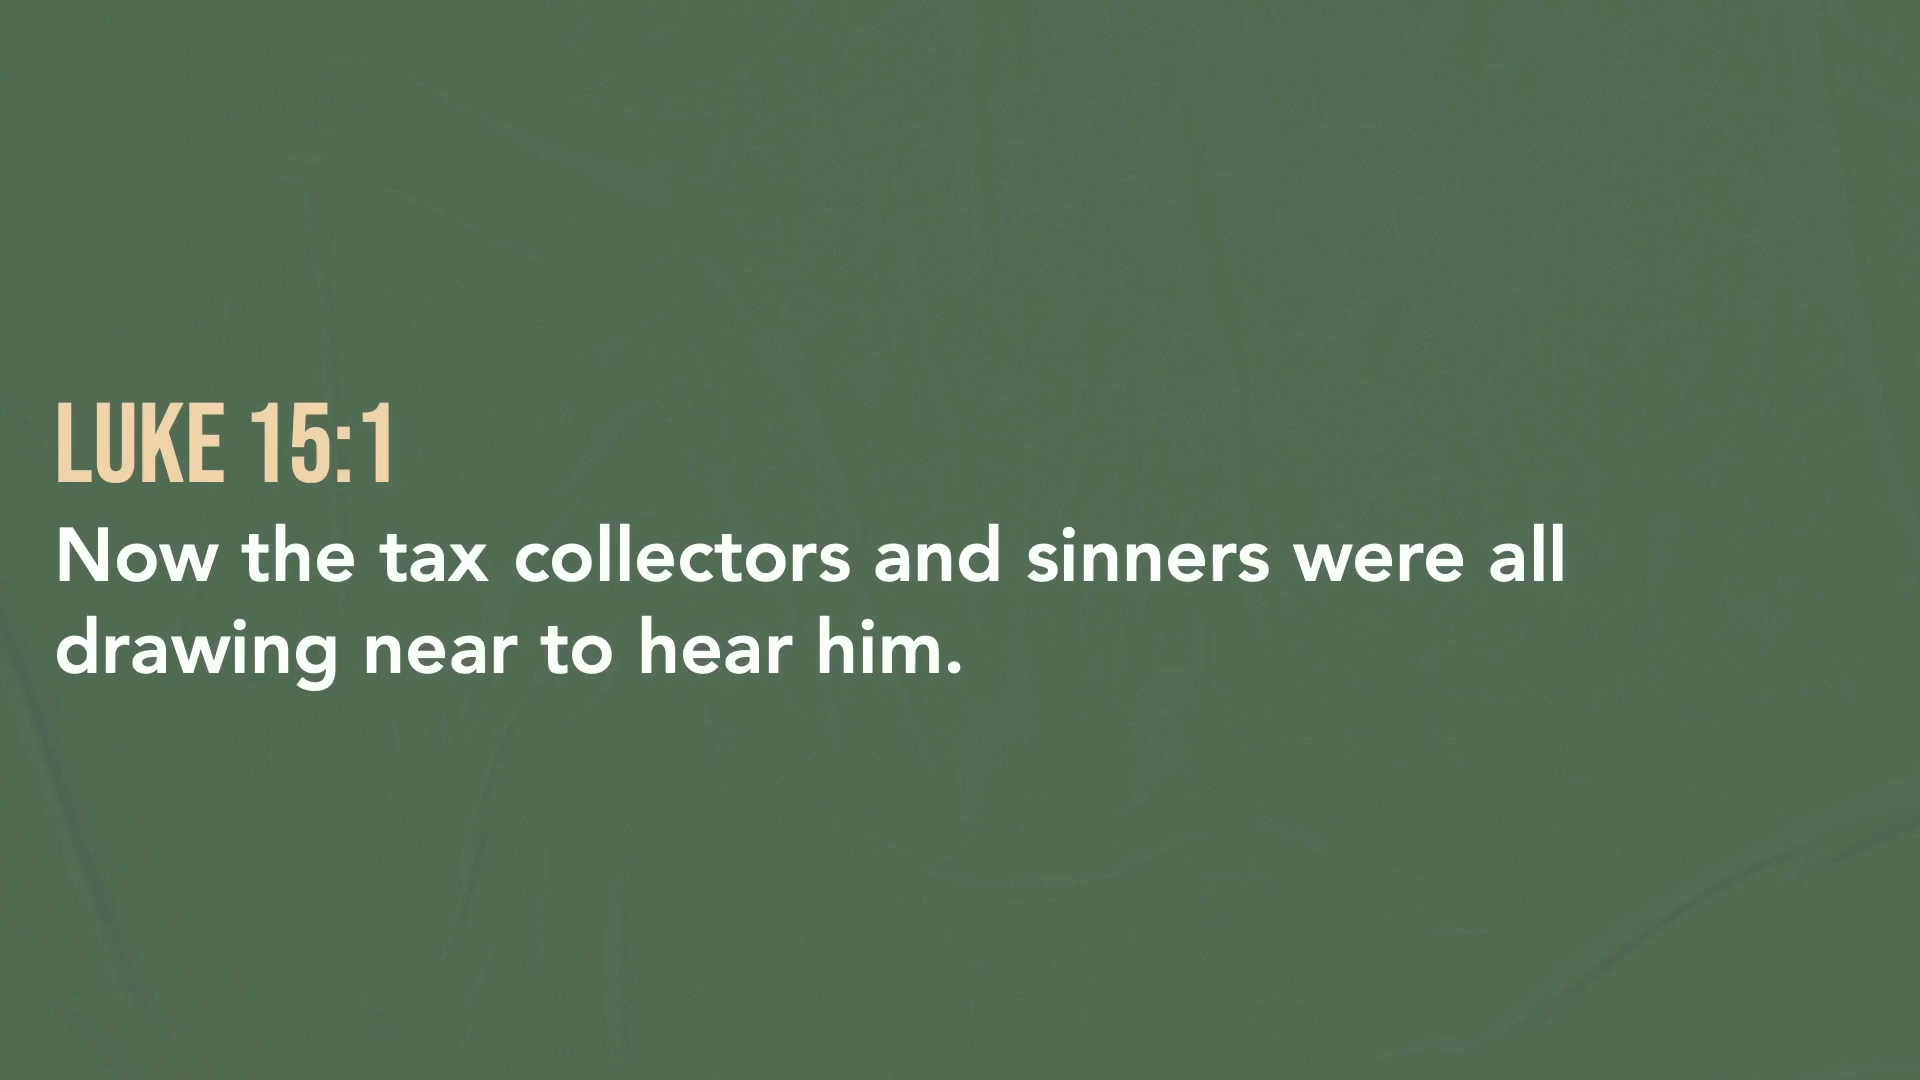 LUKE 15:1
Now the tax collectors and sinners were all
drawing near to hear him.